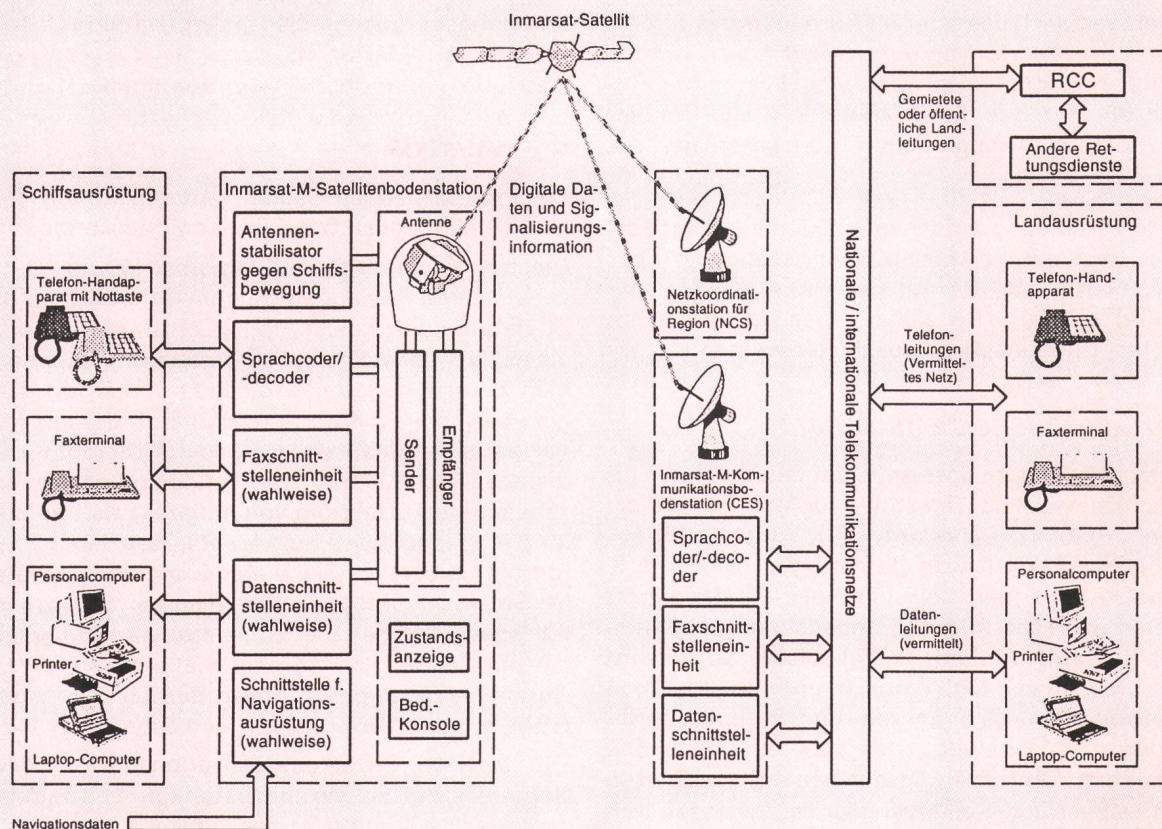 Inmarsat-Satellit
Schiffsausrüstung
Telefon-Handap-
parat mit Nottaste
Faxterminal
Personalcomputer
Printer
Laptop-Computer
Navigationsdaten
Inmarsat-M-Satellitenbodenstation
Antennen-
stabilisator
gegen Schiffs-
bewegung
Sprachcoder/
-decoder
Faxschnitt-
stelleneinheit
(wahlweise)
Datenschnitt-
stelleneinheit
(wahlweise)
Schnittstelle f.
Navigations-
ausrüstung
(wahlweise)
Antenne
Sender
Empfänger
Zustands-
anzeige
Bed.-
Konsole
Digitale Da-
ten und Sig-
nalisierungs-
information
Netzkoordinati-
onsstation für
Region (NCS)
Inmarsat-M-Kom-
munikationsbo-
denstation (CES)
Sprachco-
der/-deco-
der
Faxschnitt-
stellenein-
heit
Daten-
schnittstel-
leneinheit
Nationale / internationale Telekommunikationsnetze
Gemietete
oder öffent-
liche Land-
leitungen
RCC
Andere Ret-
tungsdienste
Telefon-
leitungen
(Vermittel-
tes Netz)
Daten-
leitungen
(vermittelt)
Landausrüstung
Telefon-Hand-
apparat
Faxterminal
Personalcomputer
Printer
Laptop-Computer